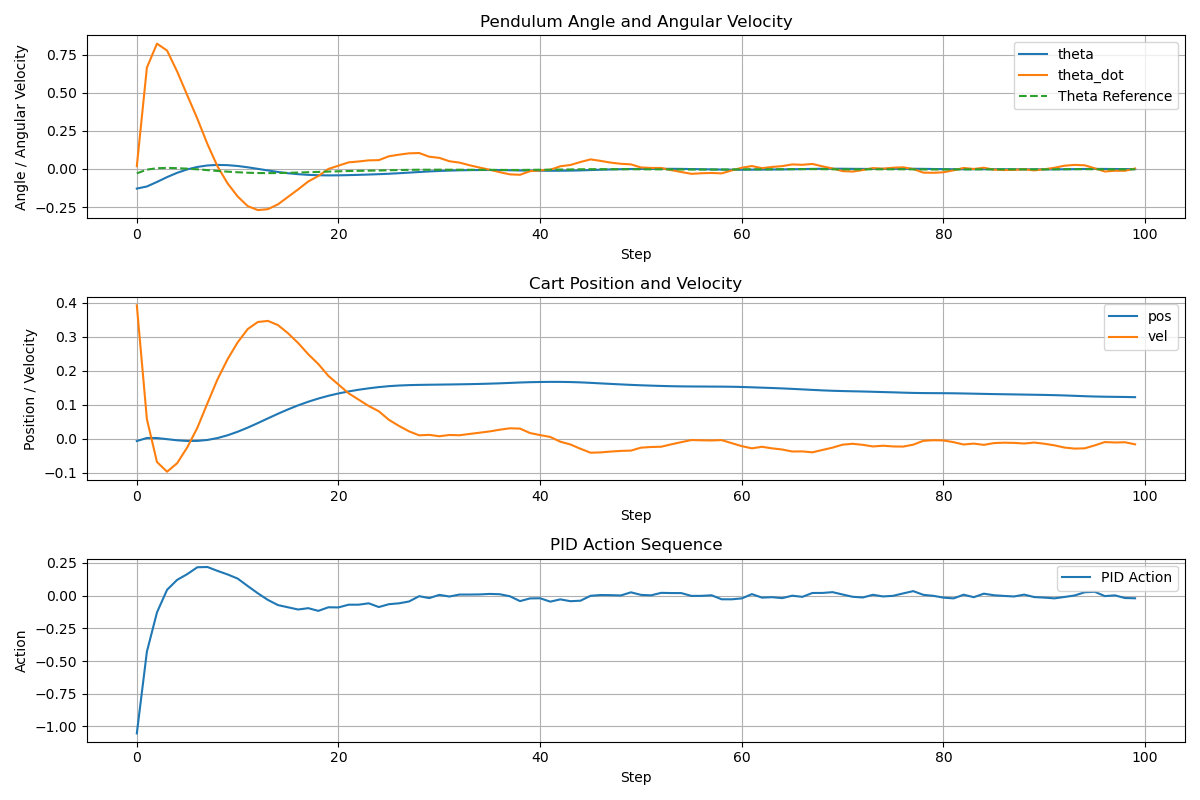 Pendulum Angle and Angular Velocity
Angle / Angular Velocity
0.75
0.50
0.25
0.00
−0.25
theta
theta_dot
Theta Reference
0 20 40 60 80 100
Step
Cart Position and Velocity
Position / Velocity
0.4
0.3
0.2
0.1
0.0
−0.1
pos
vel
0 20 40 60 80 100
Step
PID Action Sequence
Action
0.25
0.00
−0.25
−0.50
−0.75
−1.00
PID Action
0 20 40 60 80 100
Step